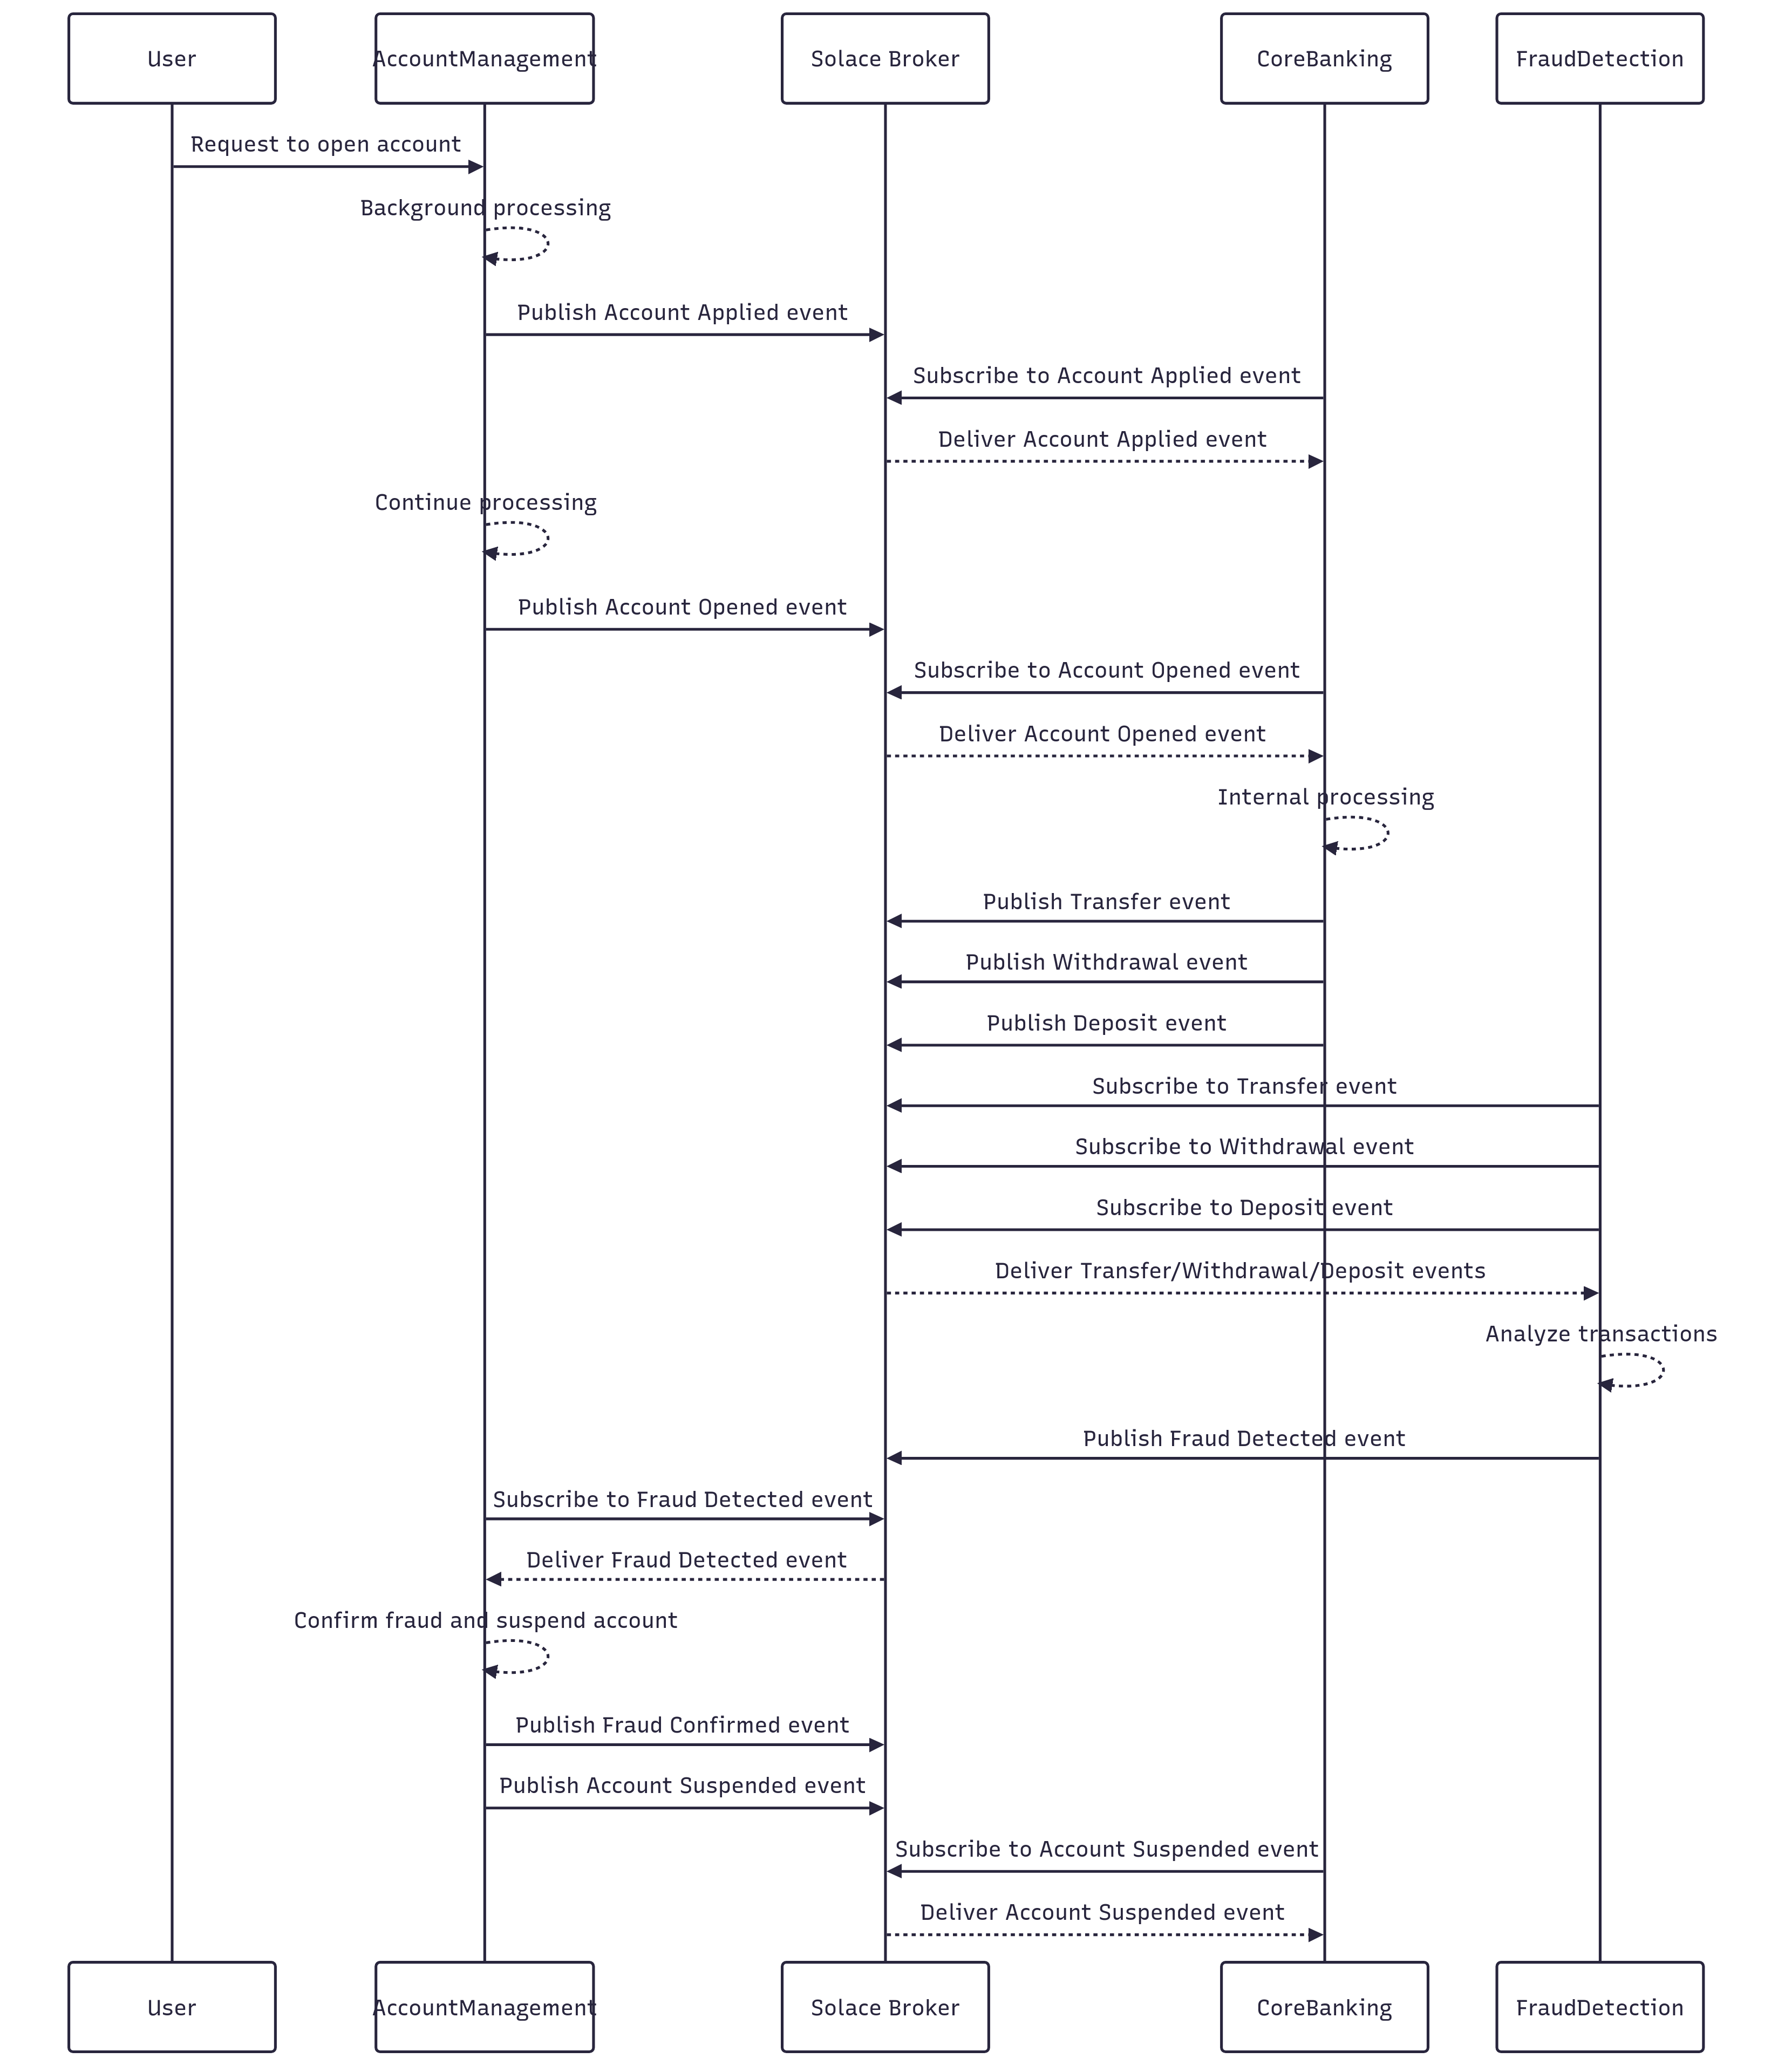 User
AccountManagement
Solace Broker
CoreBanking
FraudDetection
Request to open account
Background processing
Publish Account Applied event
Subscribe to Account Applied event
Deliver Account Applied event
Continue processing
Publish Account Opened event
Subscribe to Account Opened event
Deliver Account Opened event
Internal processing
Publish Transfer event
Publish Withdrawal event
Publish Deposit event
Subscribe to Transfer event
Subscribe to Withdrawal event
Subscribe to Deposit event
Deliver Transfer/Withdrawal/Deposit events
Analyze transactions
Publish Fraud Detected event
Subscribe to Fraud Detected event
Deliver Fraud Detected event
Confirm fraud and suspend account
Publish Fraud Confirmed event
Publish Account Suspended event
Subscribe to Account Suspended event
Deliver Account Suspended event
User
AccountManagement
Solace Broker
CoreBanking
FraudDetection